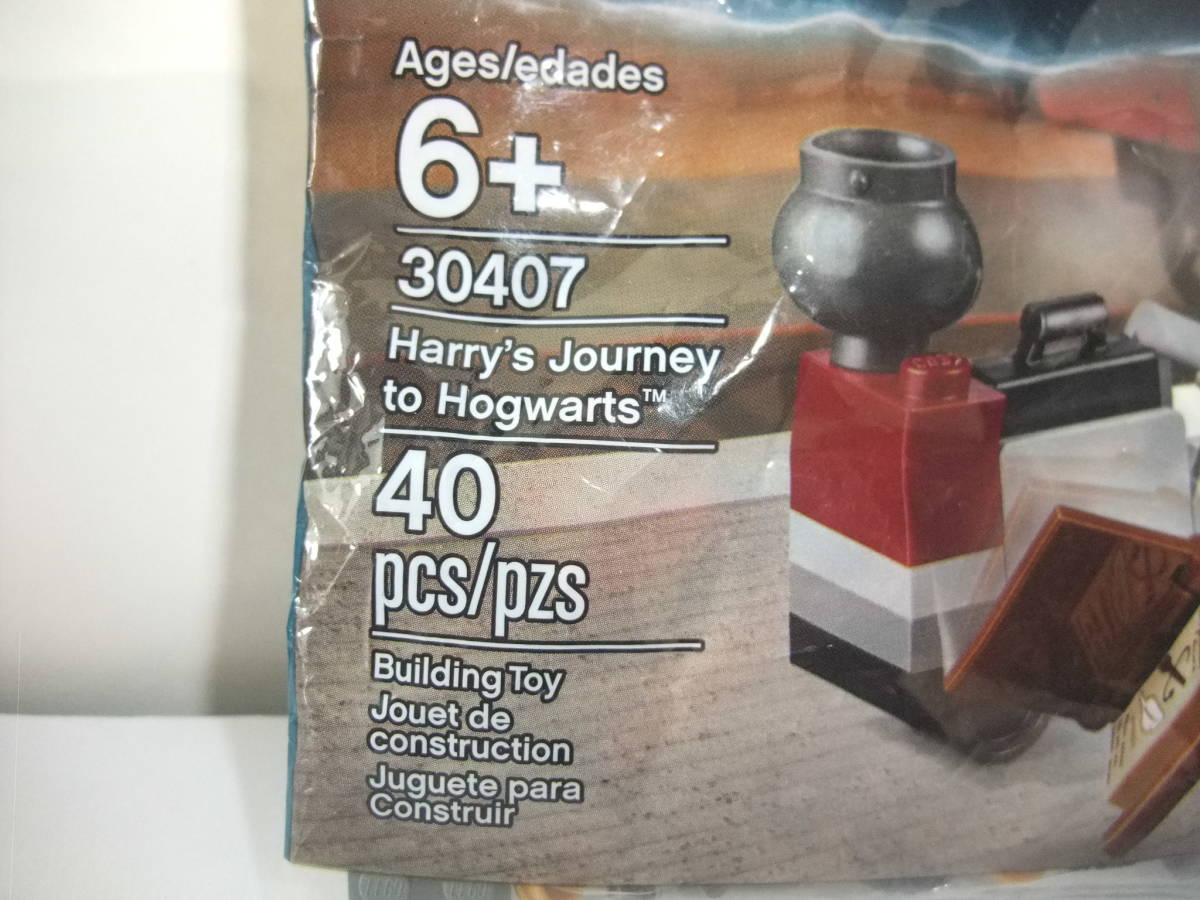 Ages/edades
6+
30407
Harry's Journey
to Hogwarts™
40
pcs/pzs
Building Toy
Jouet de
construction
Juguete para
Construir